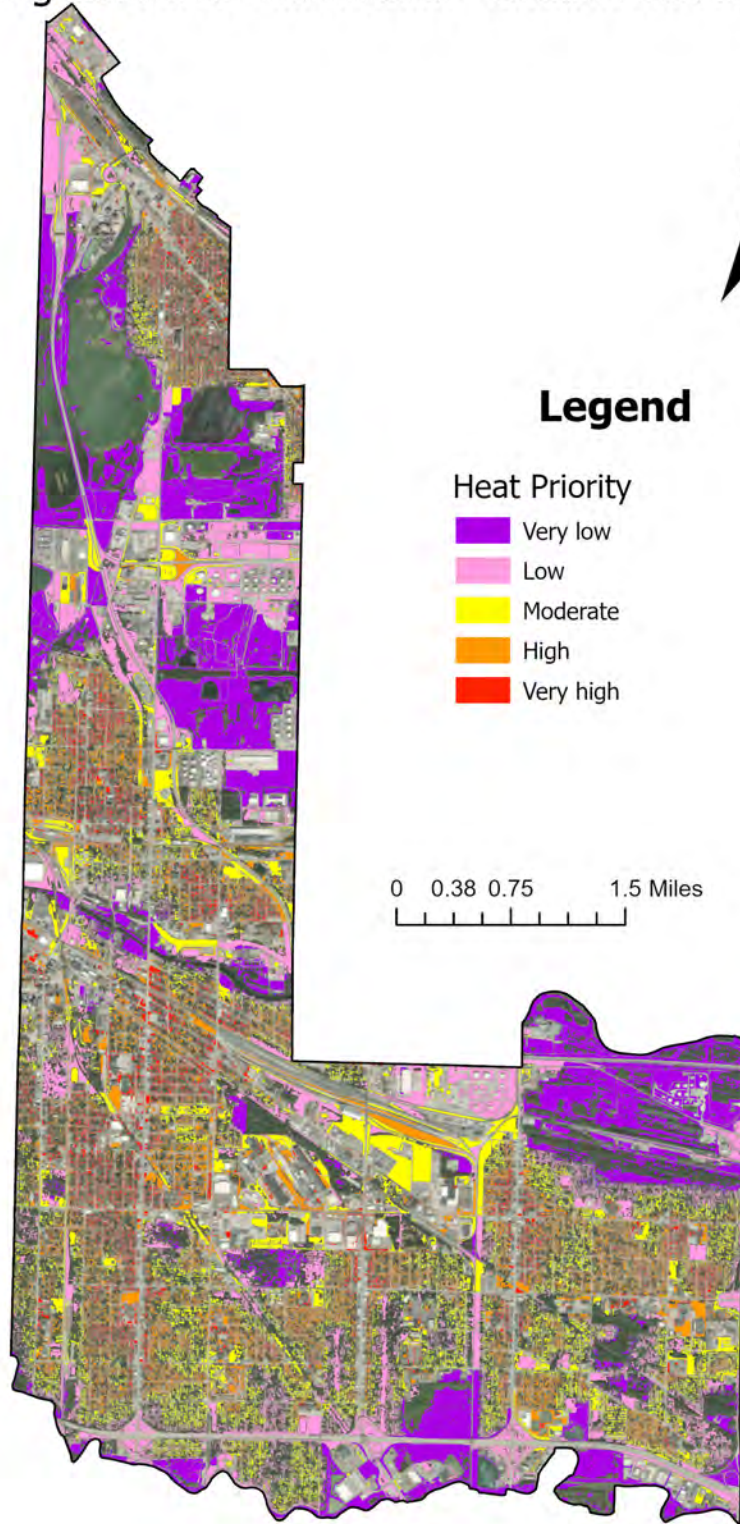 Legend
Heat Priority
Very low
Low
Moderate
High
Very high
0 0.38 0.75 1.5 Miles